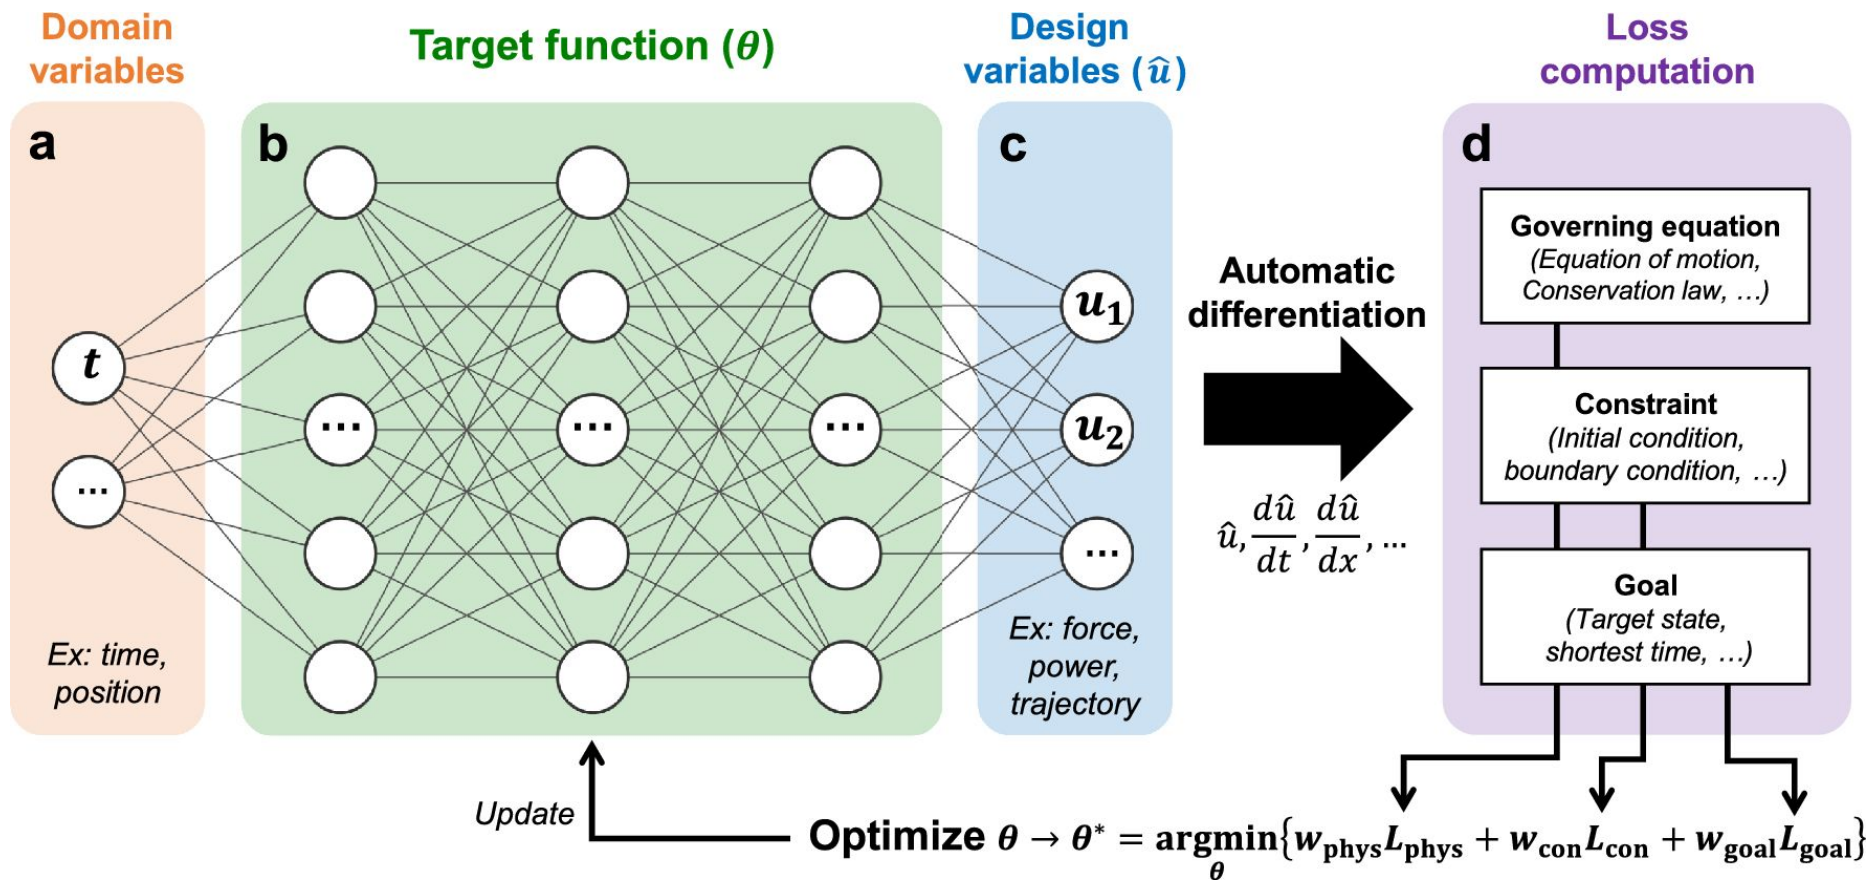 Domain
variables
Target function (θ)
Design
variables (û)
Loss
computation
a
b
c
d
t
...
...
...
...
u₁
u₂
...
Ex: time,
position
Ex: force,
power,
trajectory
Automatic
differentiation
û, dû/dt, dû/dx, ...
Governing equation
(Equation of motion,
Conservation law, ...)
Constraint
(Initial condition,
boundary condition, ...)
Goal
(Target state,
shortest time, ...)
Update
Optimize θ → θ* = argmin{w_phys L_phys + w_con L_con + w_goal L_goal}
θ